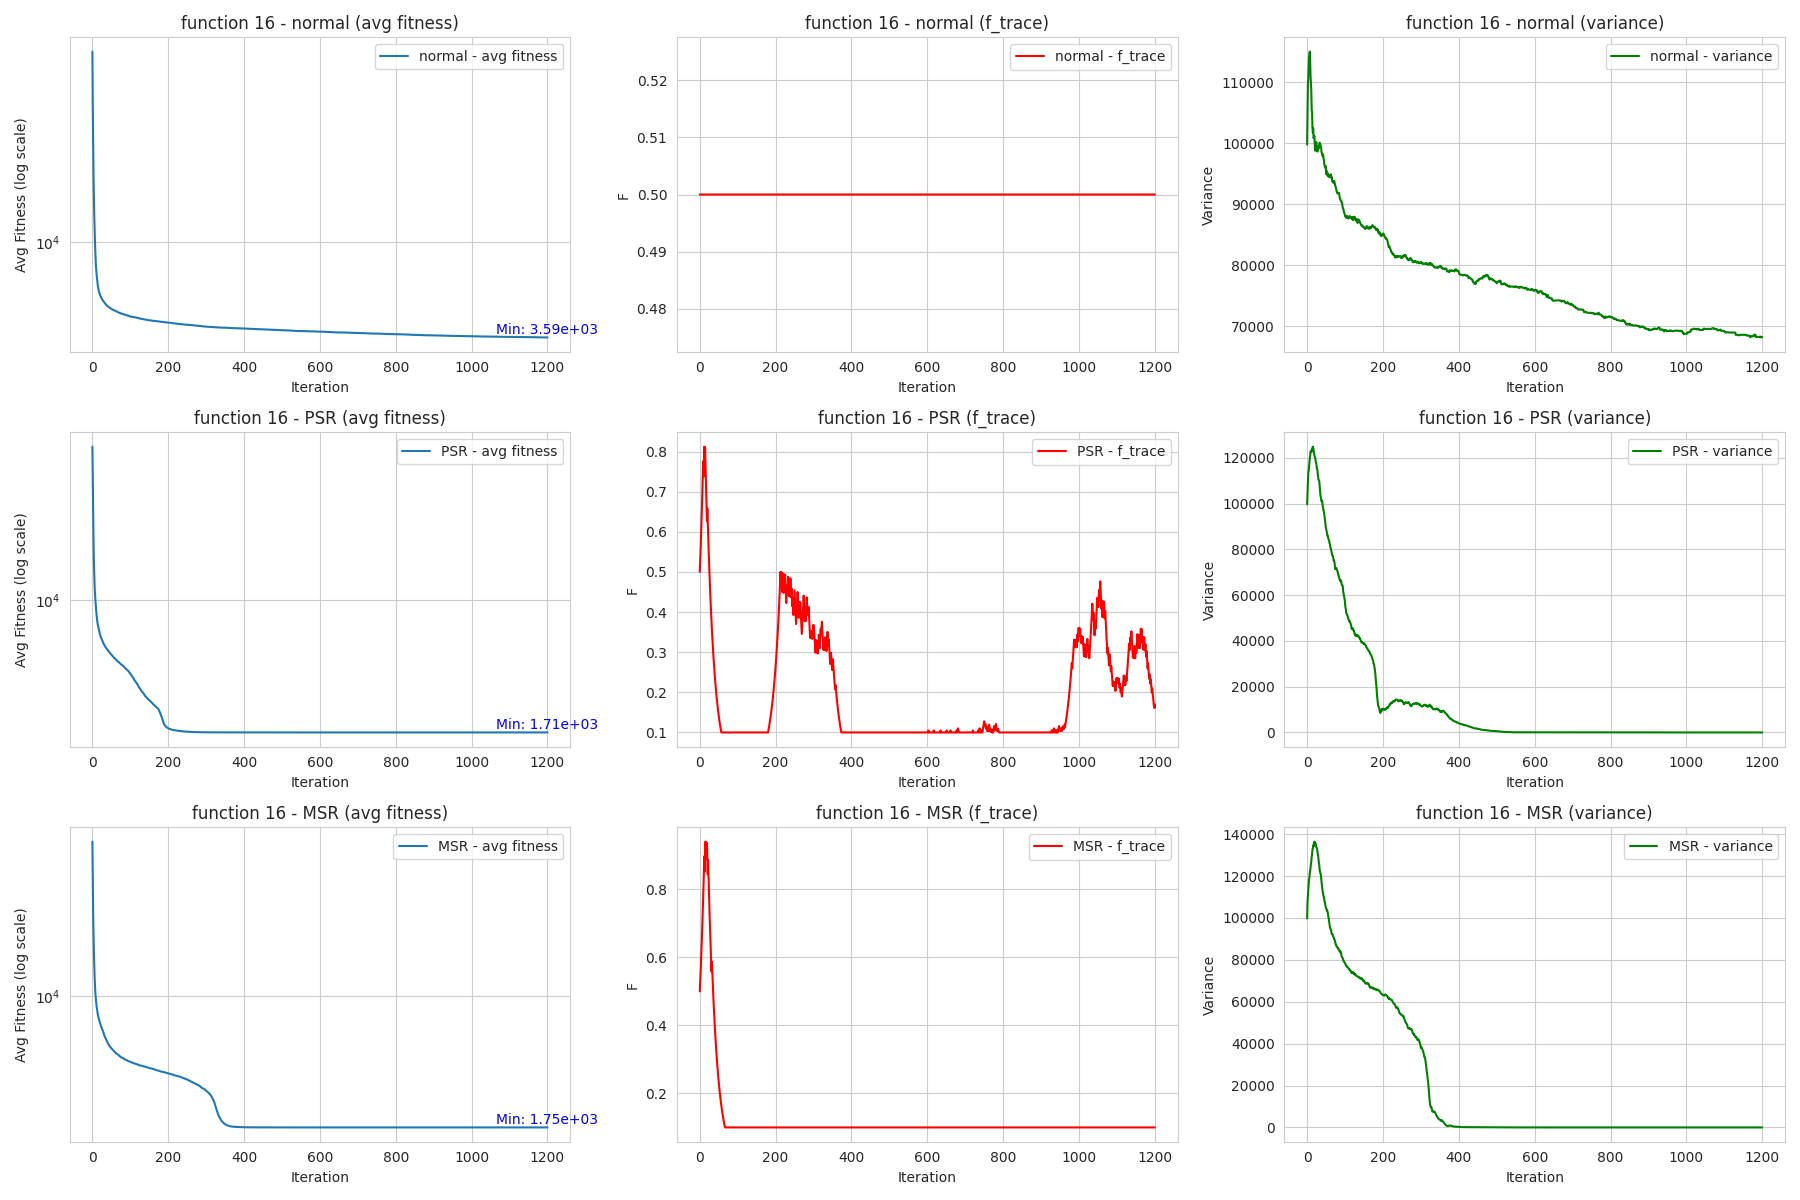 function 16 - normal (avg fitness)
normal - avg fitness
Avg Fitness (log scale)
10^4
Min: 3.59e+03
0 200 400 600 800 1000 1200
Iteration
function 16 - normal (f_trace)
normal - f_trace
F
0.52
0.51
0.50
0.49
0.48
0 200 400 600 800 1000 1200
Iteration
function 16 - normal (variance)
normal - variance
Variance
110000
100000
90000
80000
70000
0 200 400 600 800 1000 1200
Iteration
function 16 - PSR (avg fitness)
PSR - avg fitness
Avg Fitness (log scale)
10^4
Min: 1.71e+03
0 200 400 600 800 1000 1200
Iteration
function 16 - PSR (f_trace)
PSR - f_trace
F
0.8
0.7
0.6
0.5
0.4
0.3
0.2
0.1
0 200 400 600 800 1000 1200
Iteration
function 16 - PSR (variance)
PSR - variance
Variance
120000
100000
80000
60000
40000
20000
0
0 200 400 600 800 1000 1200
Iteration
function 16 - MSR (avg fitness)
MSR - avg fitness
Avg Fitness (log scale)
10^4
Min: 1.75e+03
0 200 400 600 800 1000 1200
Iteration
function 16 - MSR (f_trace)
MSR - f_trace
F
0.8
0.6
0.4
0.2
0 200 400 600 800 1000 1200
Iteration
function 16 - MSR (variance)
MSR - variance
Variance
140000
120000
100000
80000
60000
40000
20000
0
0 200 400 600 800 1000 1200
Iteration